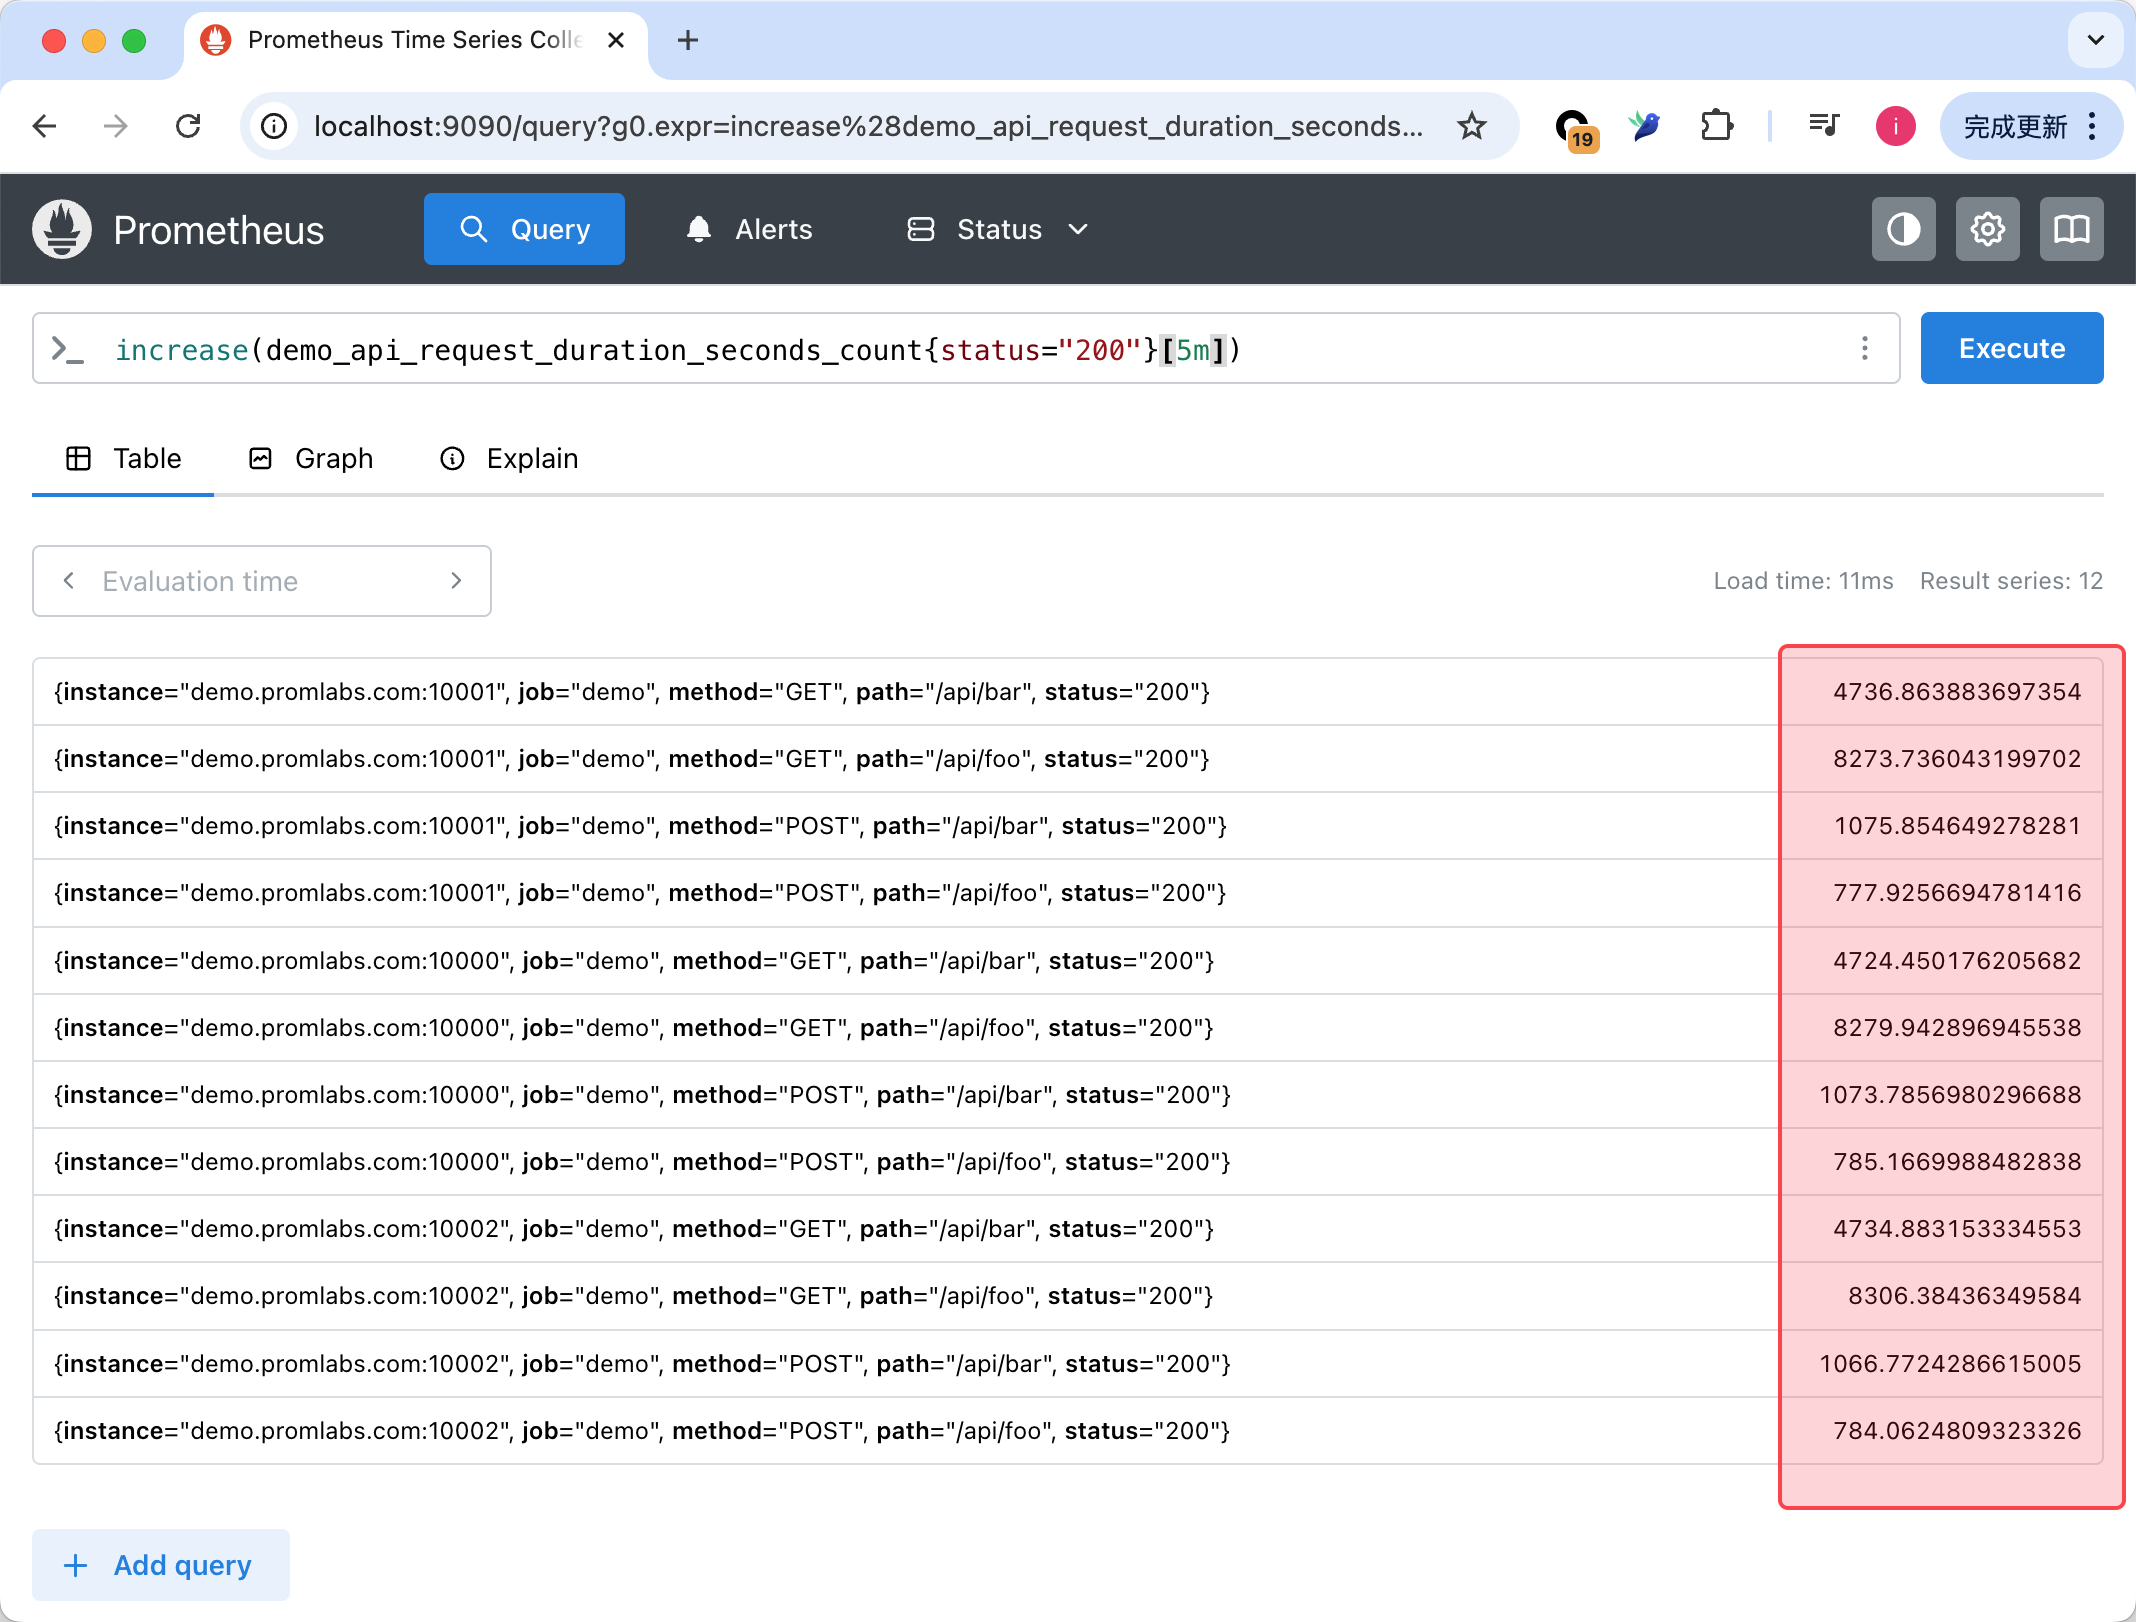 Prometheus Time Series Colle
localhost:9090/query?g0.expr=increase%28demo_api_request_duration_seconds...
19
i
完成更新
Prometheus
Query
Alerts
Status
increase(demo_api_request_duration_seconds_count{status="200"}[5m])
Execute
Table
Graph
Explain
Evaluation time
Load time: 11ms Result series: 12
{instance="demo.promlabs.com:10001", job="demo", method="GET", path="/api/bar", status="200"} 4736.863883697354
{instance="demo.promlabs.com:10001", job="demo", method="GET", path="/api/foo", status="200"} 8273.736043199702
{instance="demo.promlabs.com:10001", job="demo", method="POST", path="/api/bar", status="200"} 1075.854649278281
{instance="demo.promlabs.com:10001", job="demo", method="POST", path="/api/foo", status="200"} 777.9256694781416
{instance="demo.promlabs.com:10000", job="demo", method="GET", path="/api/bar", status="200"} 4724.450176205682
{instance="demo.promlabs.com:10000", job="demo", method="GET", path="/api/foo", status="200"} 8279.942896945538
{instance="demo.promlabs.com:10000", job="demo", method="POST", path="/api/bar", status="200"} 1073.7856980296688
{instance="demo.promlabs.com:10000", job="demo", method="POST", path="/api/foo", status="200"} 785.1669988482838
{instance="demo.promlabs.com:10002", job="demo", method="GET", path="/api/bar", status="200"} 4734.883153334553
{instance="demo.promlabs.com:10002", job="demo", method="GET", path="/api/foo", status="200"} 8306.38436349584
{instance="demo.promlabs.com:10002", job="demo", method="POST", path="/api/bar", status="200"} 1066.7724286615005
{instance="demo.promlabs.com:10002", job="demo", method="POST", path="/api/foo", status="200"} 784.0624809323326
Add query